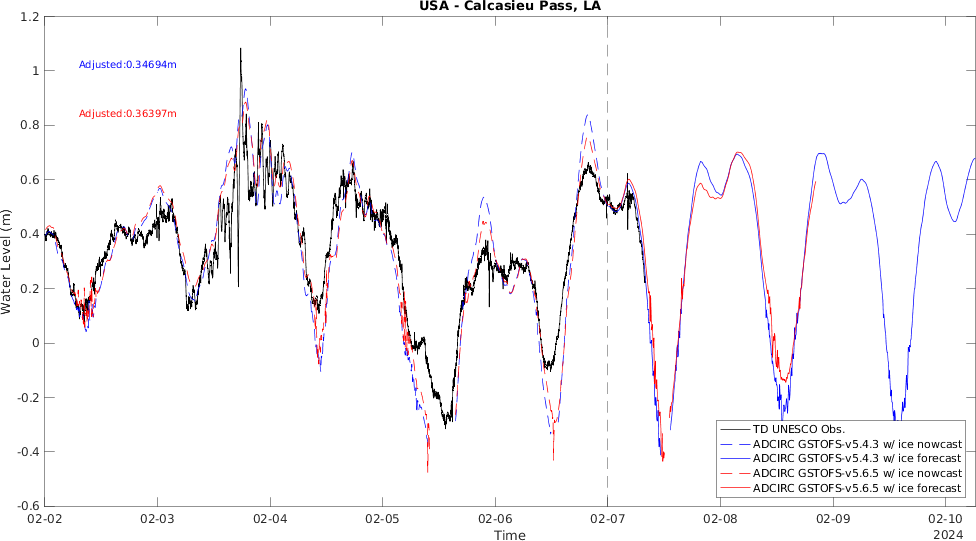 USA - Calcasieu Pass, LA
1.2
1
0.8
0.6
0.4
0.2
0
-0.2
-0.4
-0.6
Water Level (m)
Adjusted:0.34694m
Adjusted:0.36397m
TD UNESCO Obs.
ADCIRC GSTOFS-v5.4.3 w/ ice nowcast
ADCIRC GSTOFS-v5.4.3 w/ ice forecast
ADCIRC GSTOFS-v5.6.5 w/ ice nowcast
ADCIRC GSTOFS-v5.6.5 w/ ice forecast
02-02 02-03 02-04 02-05 02-06 02-07 02-08 02-09 02-10
Time
2024